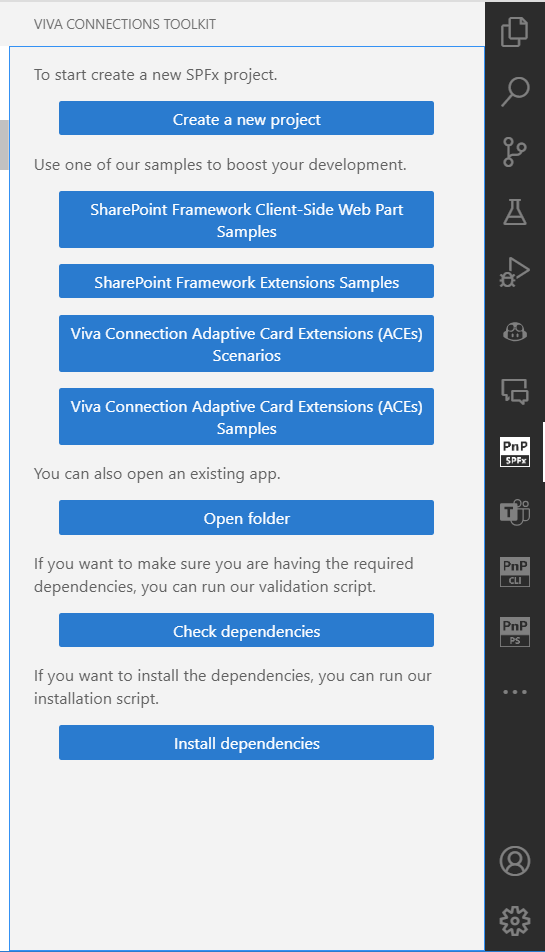 VIVA CONNECTIONS TOOLKIT
To start create a new SPFx project.
Create a new project
Use one of our samples to boost your development.
SharePoint Framework Client-Side Web Part
Samples
SharePoint Framework Extensions Samples
Viva Connection Adaptive Card Extensions (ACEs)
Scenarios
Viva Connection Adaptive Card Extensions (ACEs)
Samples
You can also open an existing app.
Open folder
If you want to make sure you are having the required
dependencies, you can run our validation script.
Check dependencies
If you want to install the dependencies, you can run our
installation script.
Install dependencies
PnP
SPFx
T
PnP
CLI
PnP
PS